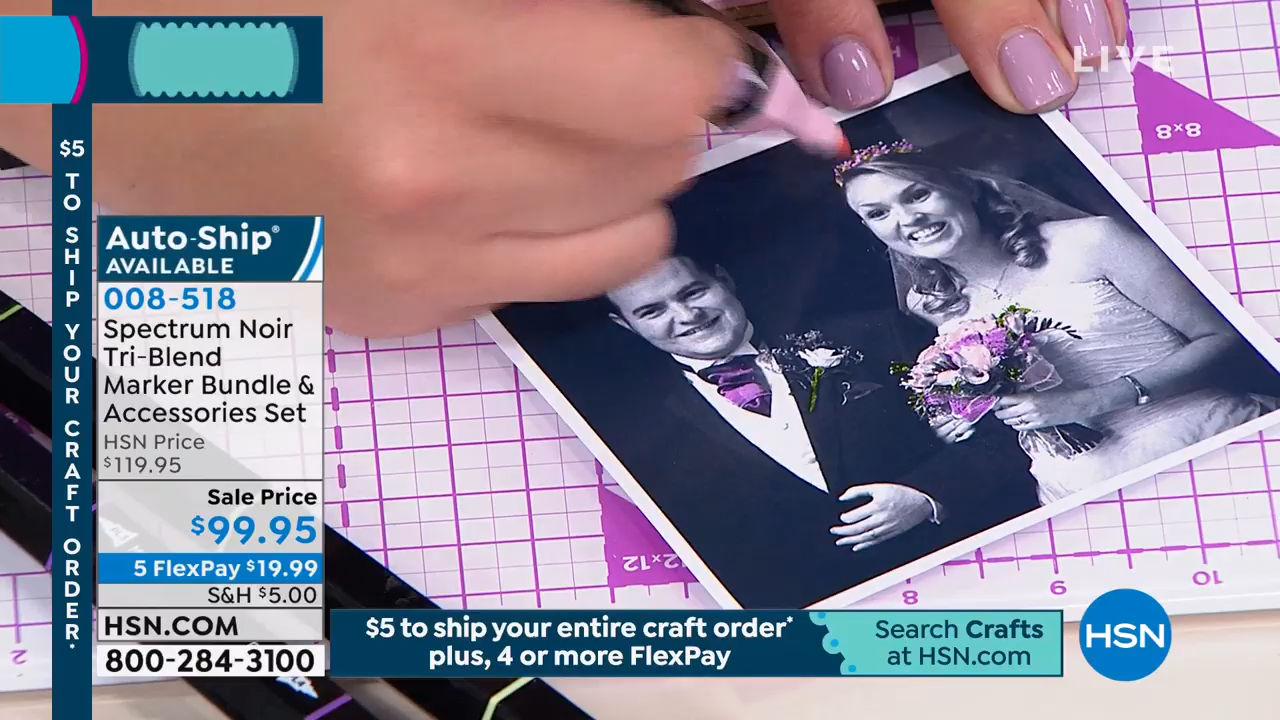 LIVE
$5 TO SHIP YOUR CRAFT ORDER.*
Auto-Ship®
AVAILABLE
008-518
Spectrum Noir
Tri-Blend
Marker Bundle &
Accessories Set
HSN Price
$119.95
Sale Price
$99.95
5 FlexPay $19.99
S&H $5.00
HSN.COM
800-284-3100
$5 to ship your entire craft order*
plus, 4 or more FlexPay
Search Crafts
at HSN.com
HSN
8x8
12x12
8
9
10
2